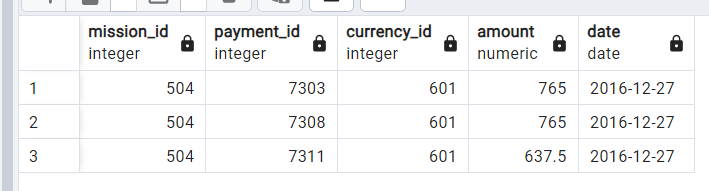 mission_id payment_id currency_id amount date
integer integer integer numeric date
1 504 7303 601 765 2016-12-27
2 504 7308 601 765 2016-12-27
3 504 7311 601 637.5 2016-12-27